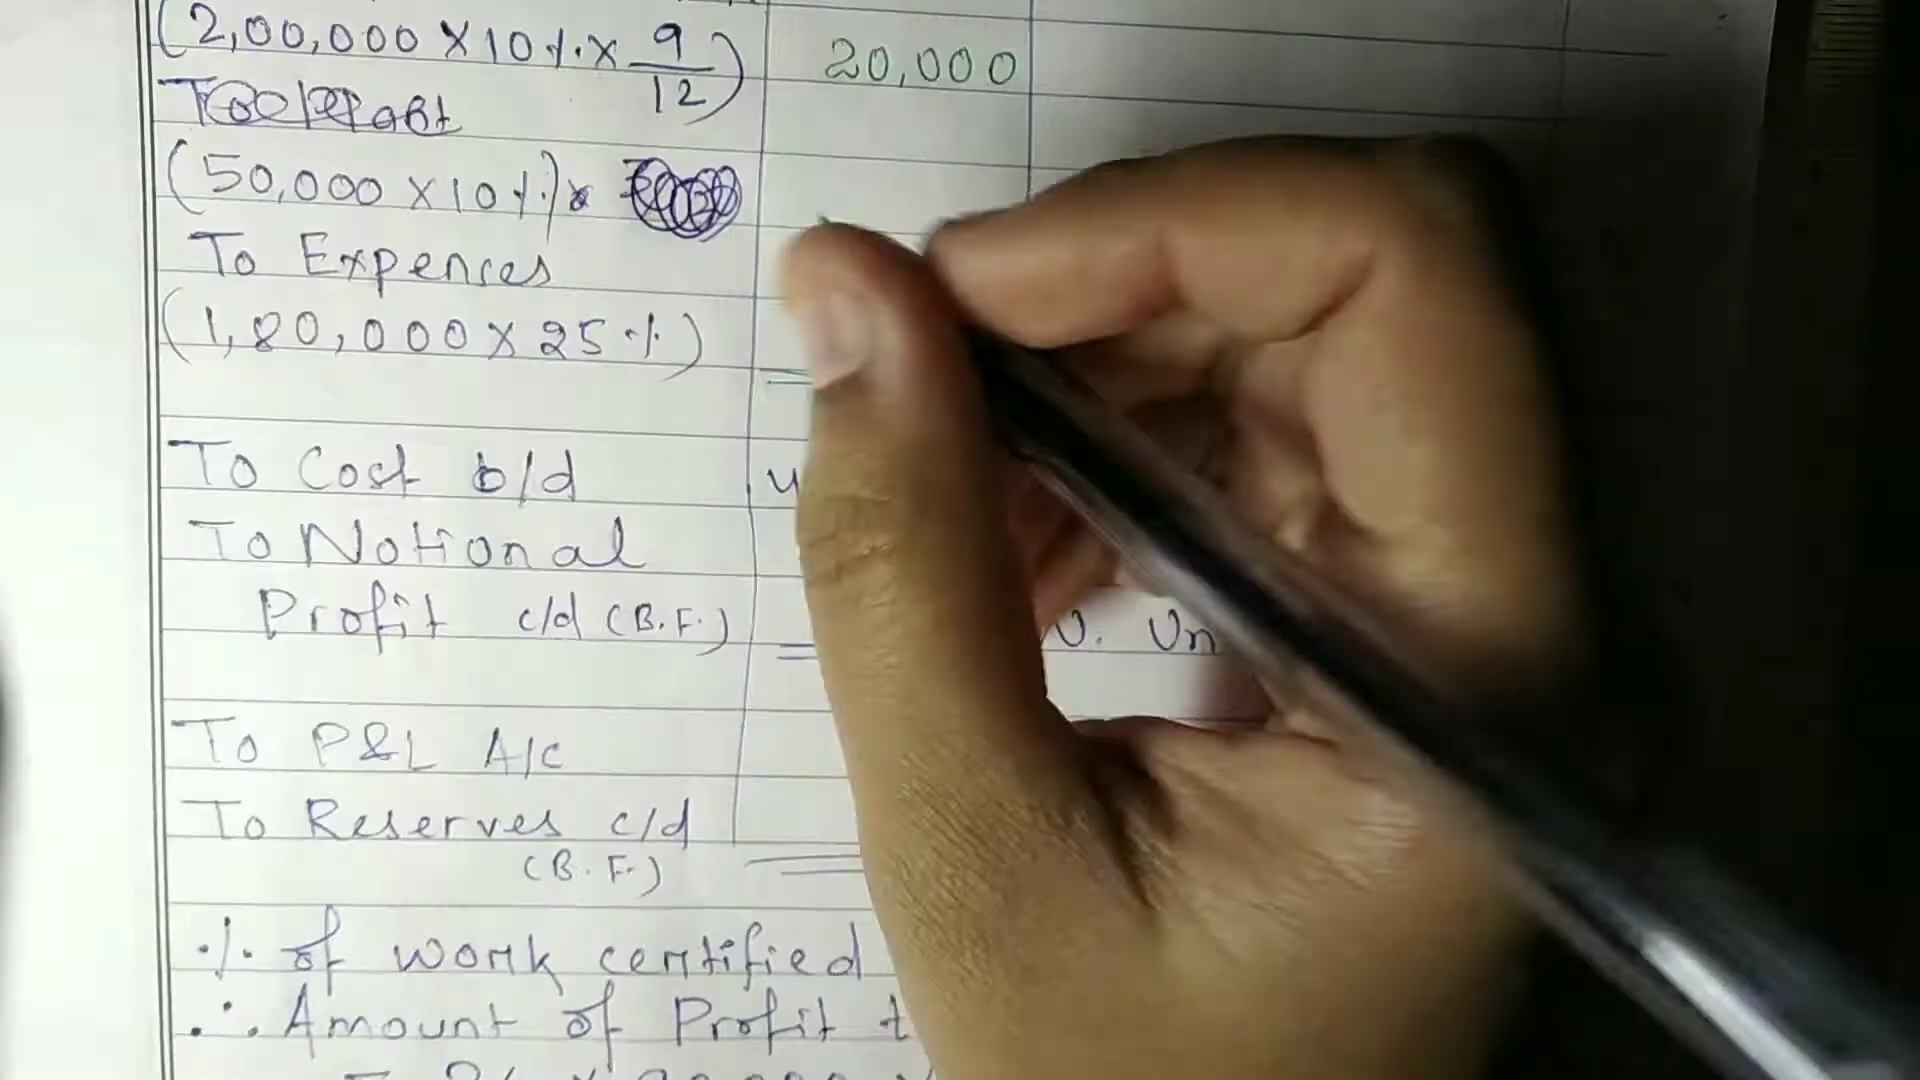 (2,00,000 × 10 % × 9/12) 20,000
(50,000 × 10 %)
To Expences
(1,80,000 × 25 %)
To Cost b/d
To Notional
Profit c/d (B.F.)
To P&L A/c
To Reserves c/d
(B.F.)
% of work certified
∴ Amount of Profit